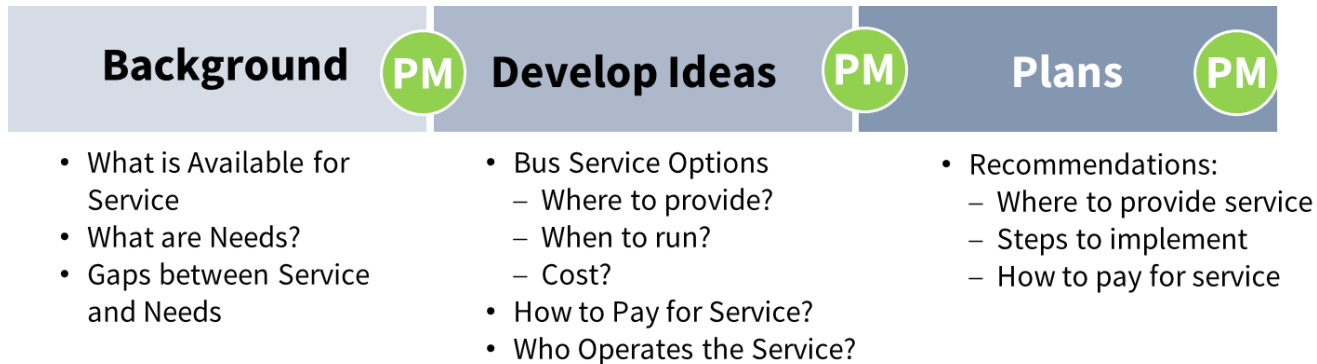 Background
PM
• What is Available for
Service
• What are Needs?
• Gaps between Service
and Needs
Develop Ideas
PM
• Bus Service Options
– Where to provide?
– When to run?
– Cost?
• How to Pay for Service?
• Who Operates the Service?
Plans
PM
• Recommendations:
– Where to provide service
– Steps to implement
– How to pay for service